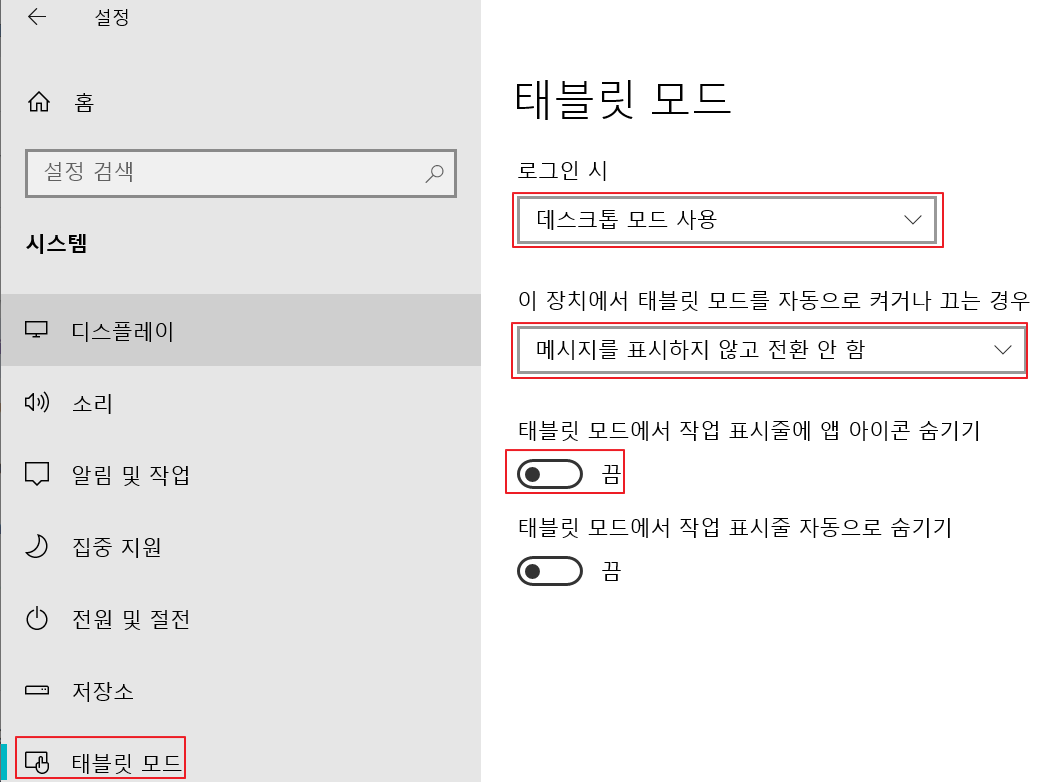 설정
홈
설정 검색
시스템
디스플레이
소리
알림 및 작업
집중 지원
전원 및 절전
저장소
태블릿 모드
태블릿 모드
로그인 시
데스크톱 모드 사용
이 장치에서 태블릿 모드를 자동으로 켜거나 끄는 경우
메시지를 표시하지 않고 전환 안 함
태블릿 모드에서 작업 표시줄에 앱 아이콘 숨기기
끔
태블릿 모드에서 작업 표시줄 자동으로 숨기기
끔